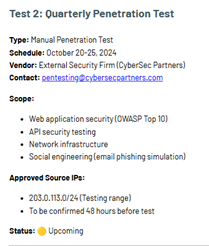 Test 2: Quarterly Penetration Test
Type: Manual Penetration Test
Schedule: October 20-25, 2024
Vendor: External Security Firm (CyberSec Partners)
Contact: pentesting@cybersecpartners.com
Scope:
• Web application security (OWASP Top 10)
• API security testing
• Network infrastructure
• Social engineering (email phishing simulation)
Approved Source IPs:
• 203.0.113.0/24 (Testing range)
• To be confirmed 48 hours before test
Status: 🟡 Upcoming